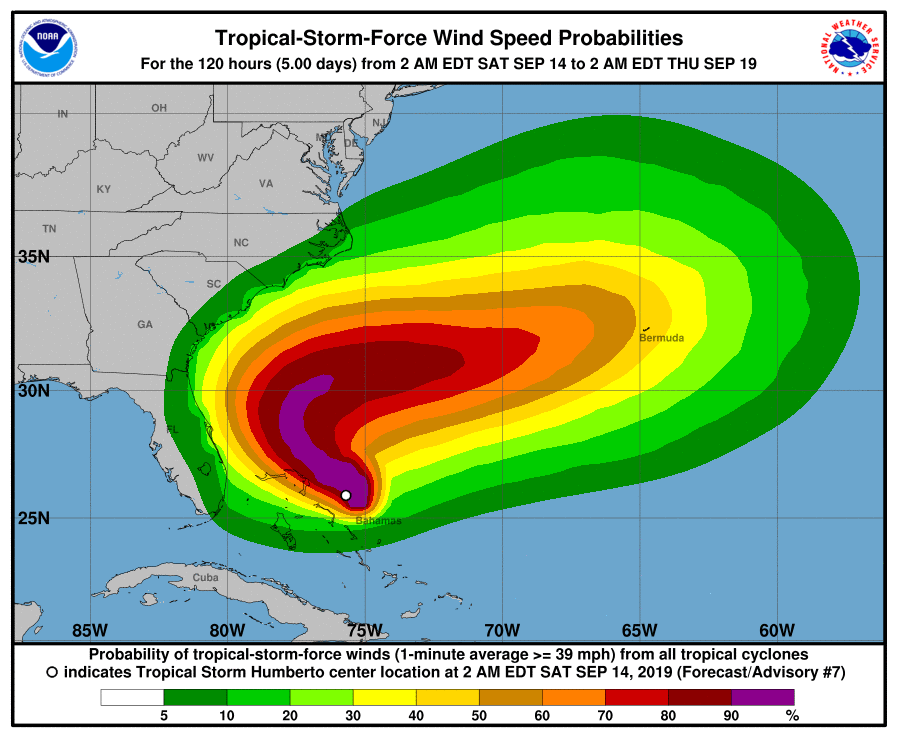 Tropical-Storm-Force Wind Speed Probabilities
For the 120 hours (5.00 days) from 2 AM EDT SAT SEP 14 to 2 AM EDT THU SEP 19
NOAA
NATIONAL WEATHER SERVICE
IN
OH
NJ
DE
WV
KY
VA
TN
NC
35N
SC
GA
Bermuda
30N
FL
25N
Bahamas
Cuba
85W 80W 75W 70W 65W 60W
Probability of tropical-storm-force winds (1-minute average >= 39 mph) from all tropical cyclones
indicates Tropical Storm Humberto center location at 2 AM EDT SAT SEP 14, 2019 (Forecast/Advisory #7)
5 10 20 30 40 50 60 70 80 90 %